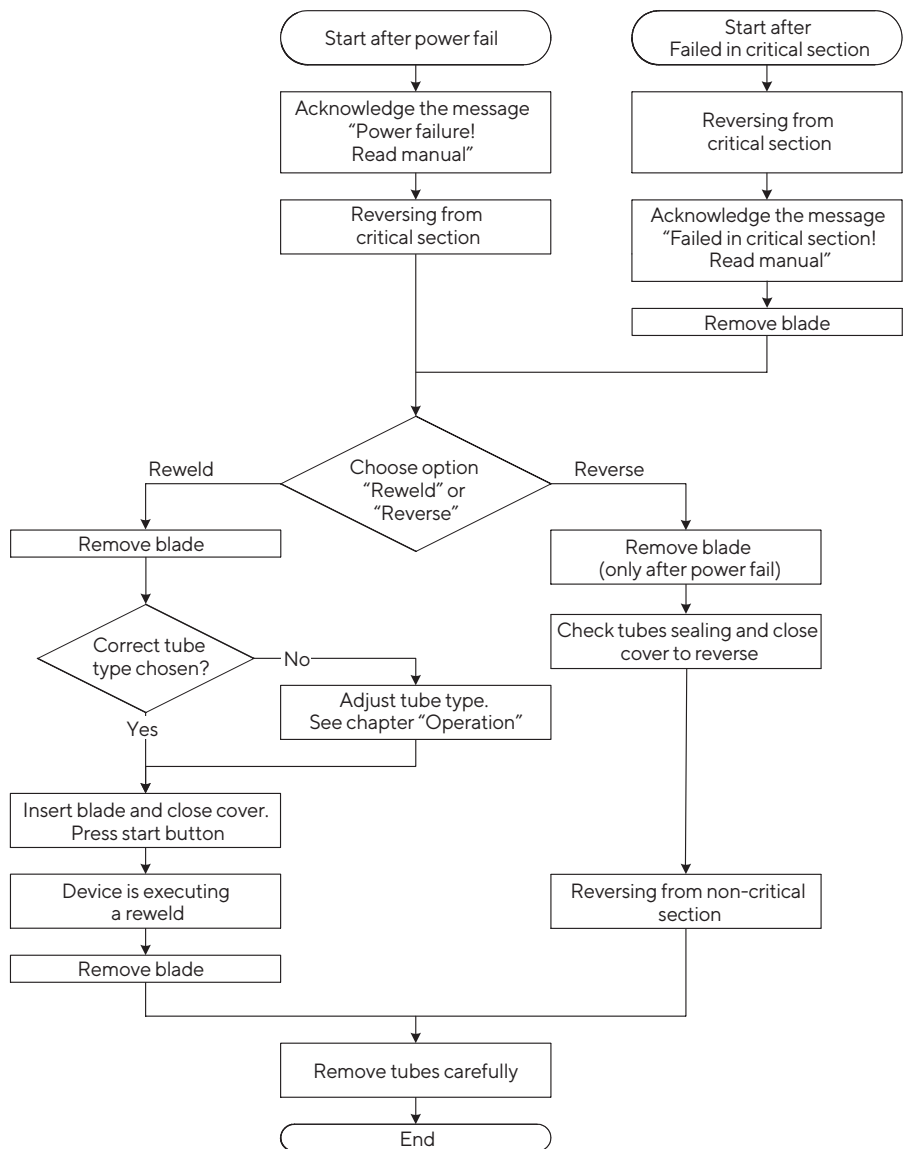 Start after power fail
Start after
Failed in critical section
Acknowledge the message
“Power failure!
Read manual”
Reversing from
critical section
Reversing from
critical section
Acknowledge the message
“Failed in critical section!
Read manual”
Remove blade
Choose option
“Reweld” or
“Reverse”
Reweld
Reverse
Remove blade
Correct tube
type chosen?
No
Yes
Adjust tube type.
See chapter “Operation”
Insert blade and close cover.
Press start button
Device is executing
a reweld
Remove blade
Remove blade
(only after power fail)
Check tubes sealing and close
cover to reverse
Reversing from non-critical
section
Remove tubes carefully
End